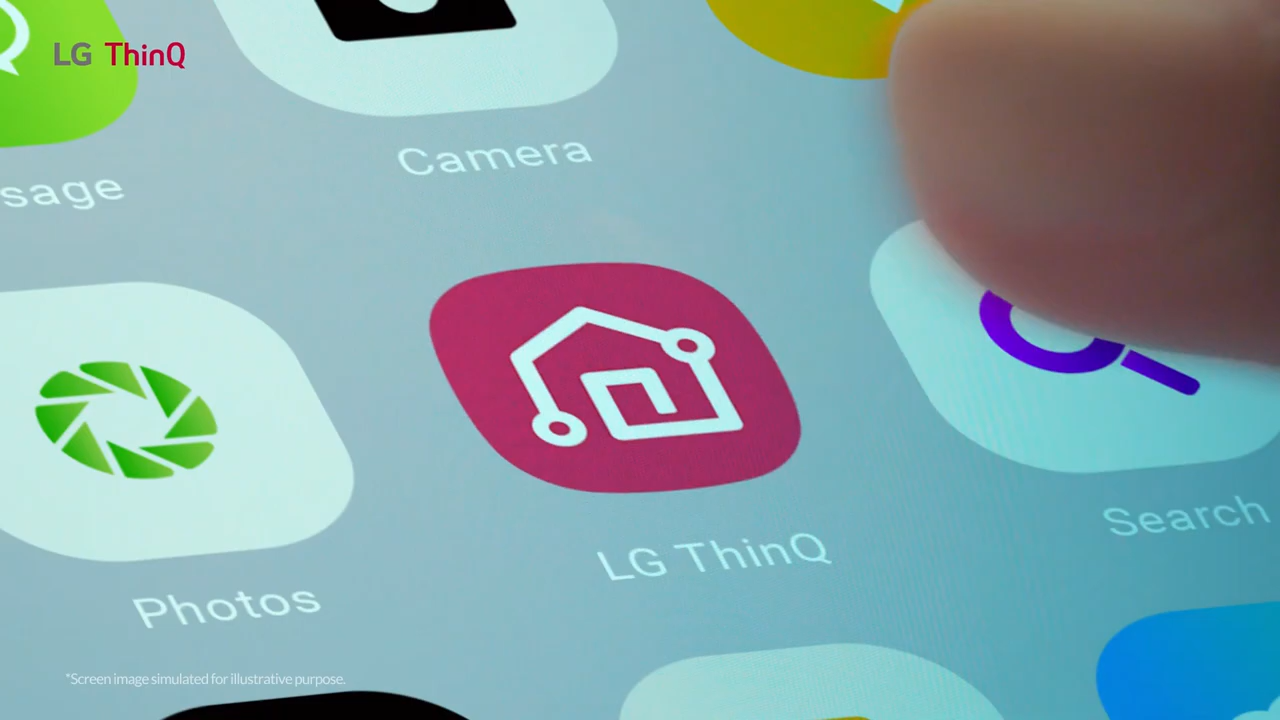 LG ThinQ
Camera
sage
LG ThinQ
Search
Photos
*Screen image simulated for illustrative purpose.